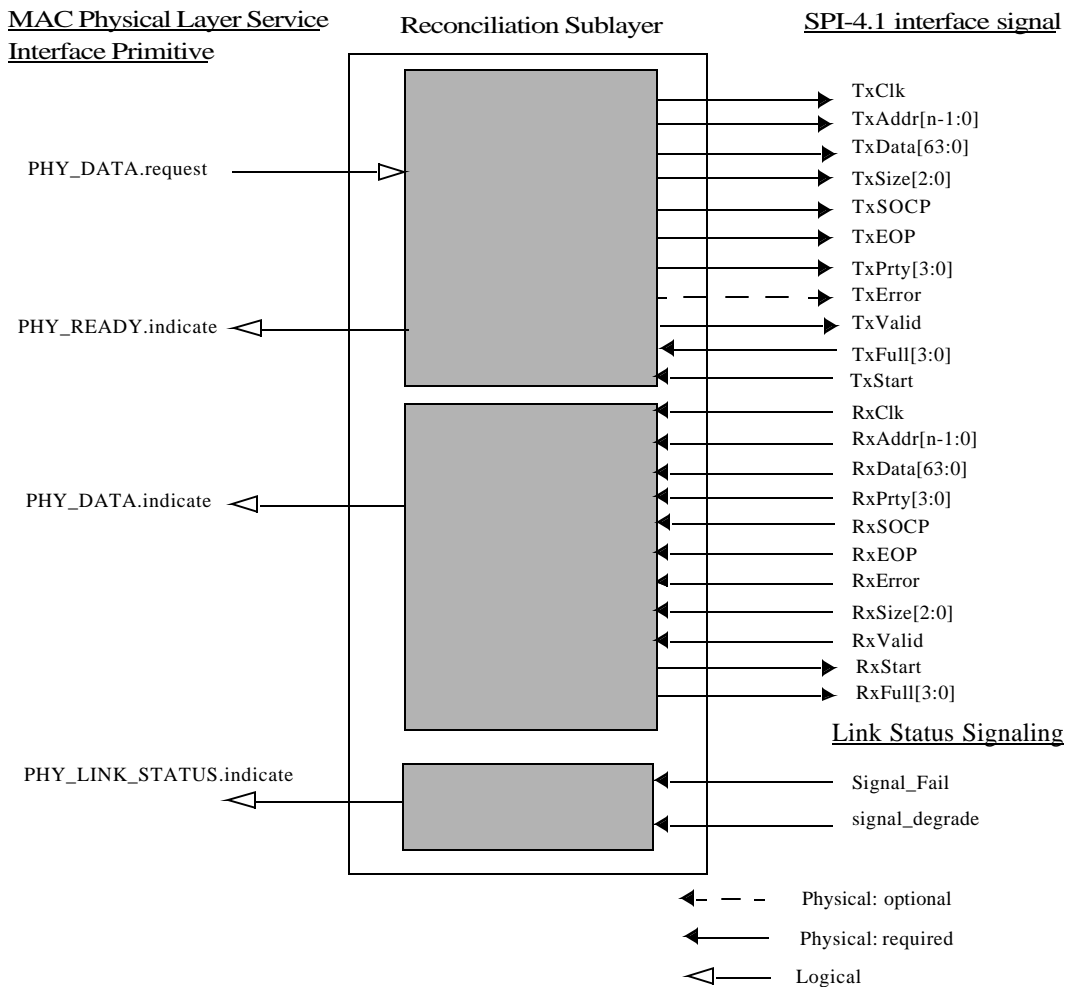 MAC Physical Layer Service
Interface Primitive
Reconciliation Sublayer
SPI-4.1 interface signal
TxClk
TxAddr[n-1:0]
TxData[63:0]
PHY_DATA.request
TxSize[2:0]
TxSOCP
TxEOP
TxPrty[3:0]
TxError
PHY_READY.indicate
TxValid
TxFull[3:0]
TxStart
RxClk
RxAddr[n-1:0]
RxData[63:0]
PHY_DATA.indicate
RxPrty[3:0]
RxSOCP
RxEOP
RxError
RxSize[2:0]
RxValid
RxStart
RxFull[3:0]
Link Status Signaling
PHY_LINK_STATUS.indicate
Signal_Fail
signal_degrade
Physical: optional
Physical: required
Logical